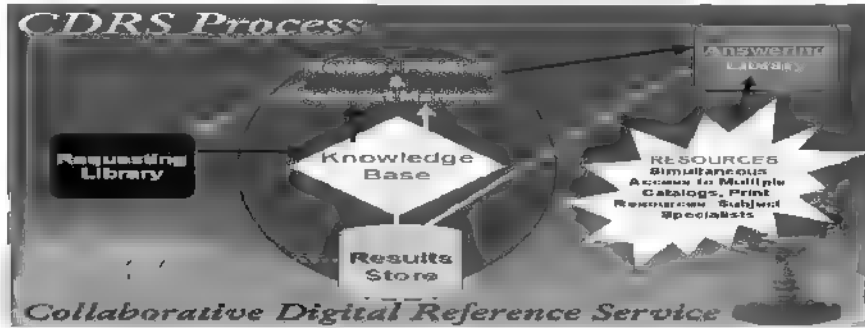 CDRS Process
Answering
Library
Requesting
Library
Knowledge
Base
RESOURCES
Simultaneous
Access to Multiple
Catalogs, Print
Resources Subject
Specialists
Results
Store
Collaborative Digital Reference Service